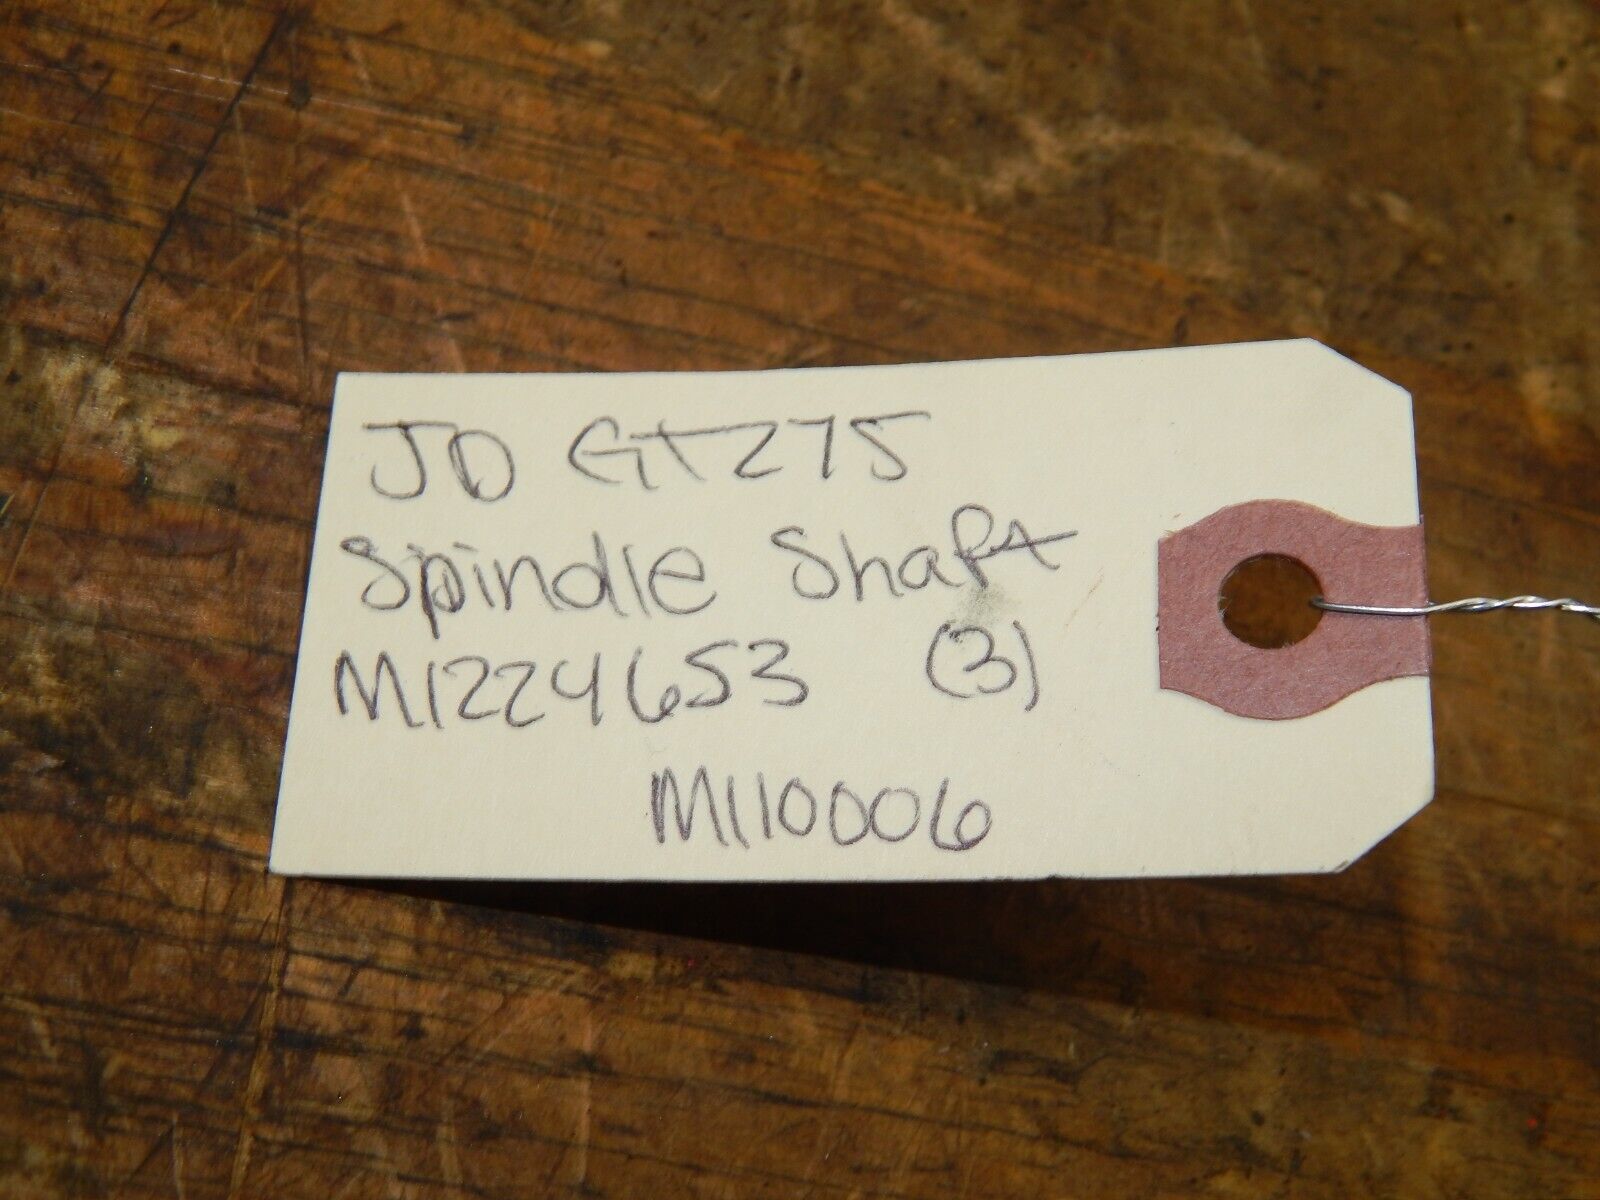 JD GT275
Spindle Shaft
M1224653 (3)
M110006